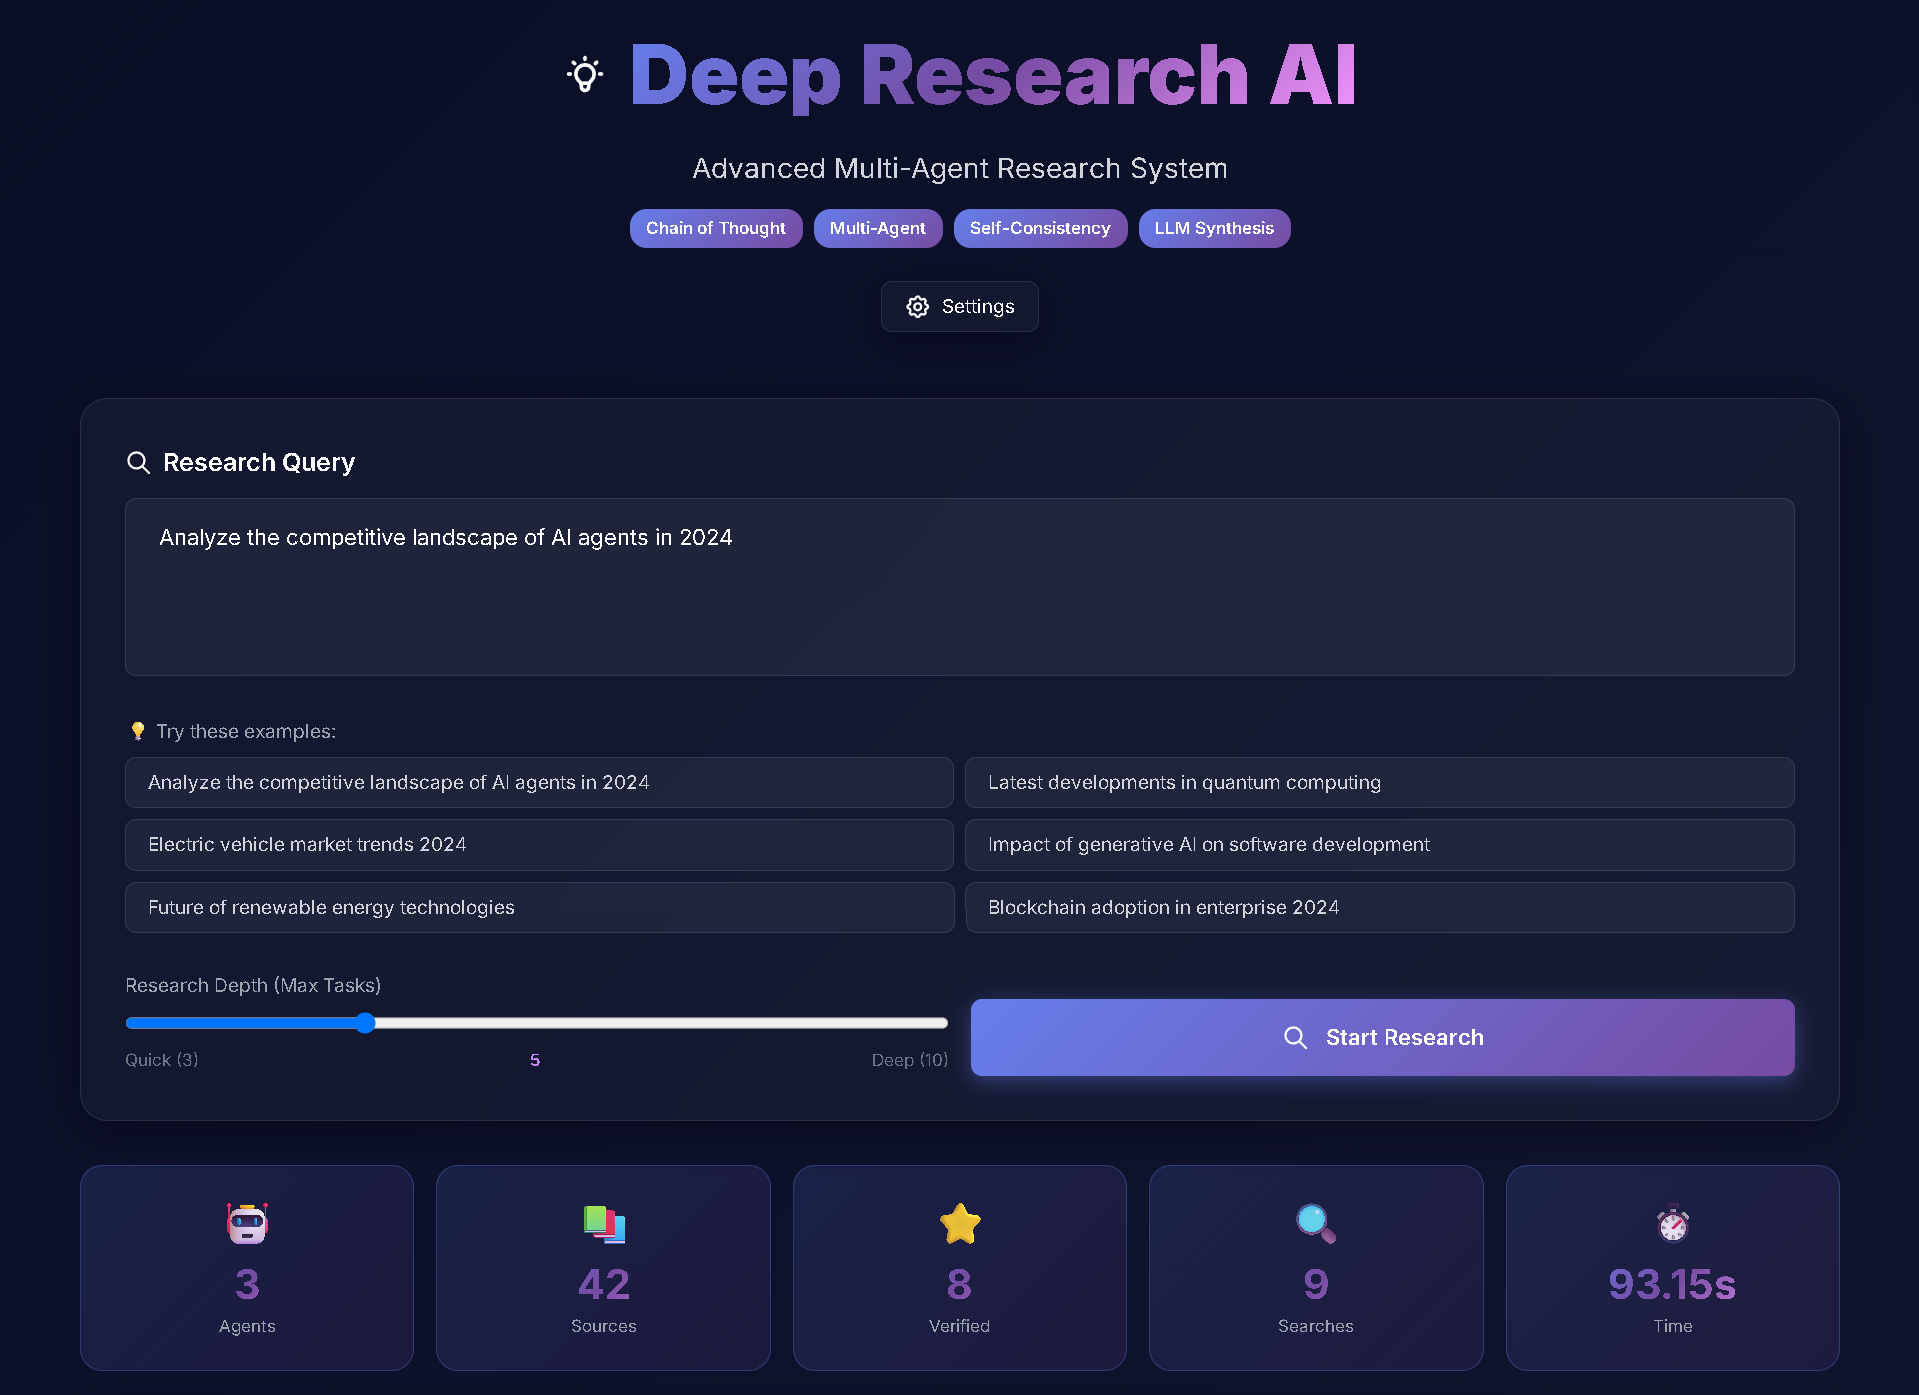 Deep Research AI
Advanced Multi-Agent Research System
Chain of Thought
Multi-Agent
Self-Consistency
LLM Synthesis
Settings
Research Query
Analyze the competitive landscape of AI agents in 2024
Try these examples:
Analyze the competitive landscape of AI agents in 2024
Latest developments in quantum computing
Electric vehicle market trends 2024
Impact of generative AI on software development
Future of renewable energy technologies
Blockchain adoption in enterprise 2024
Research Depth (Max Tasks)
Quick (3)
5
Deep (10)
Start Research
3
Agents
42
Sources
8
Verified
9
Searches
93.15s
Time